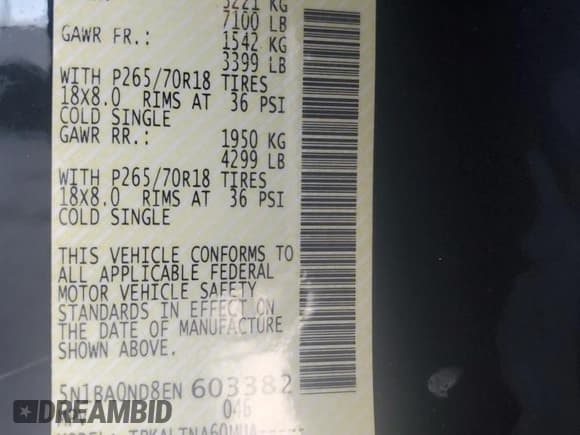 3221 KG
7100 LB
GAWR FR.: 1542 KG
3399 LB
WITH P265/70R18 TIRES
18X8.0 RIMS AT 36 PSI
COLD SINGLE
GAWR RR.: 1950 KG
4299 LB
WITH P265/70R18 TIRES
18X8.0 RIMS AT 36 PSI
COLD SINGLE
THIS VEHICLE CONFORMS TO
ALL APPLICABLE FEDERAL
MOTOR VEHICLE SAFETY
STANDARDS IN EFFECT ON
THE DATE OF MANUFACTURE
SHOWN ABOVE.
5N1BA0ND8EN 603382
046
DREAMBID